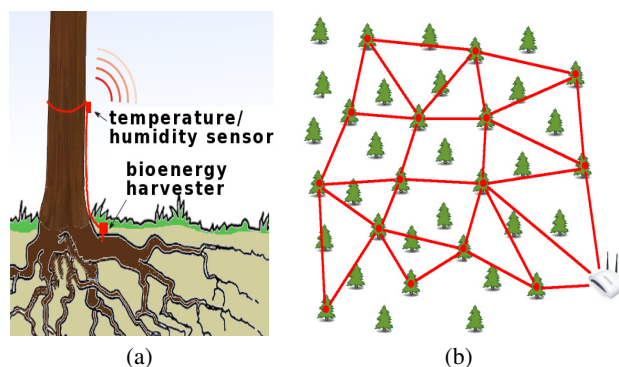 temperature/
humidity sensor
bioenergy
harvester
(a)
(b)